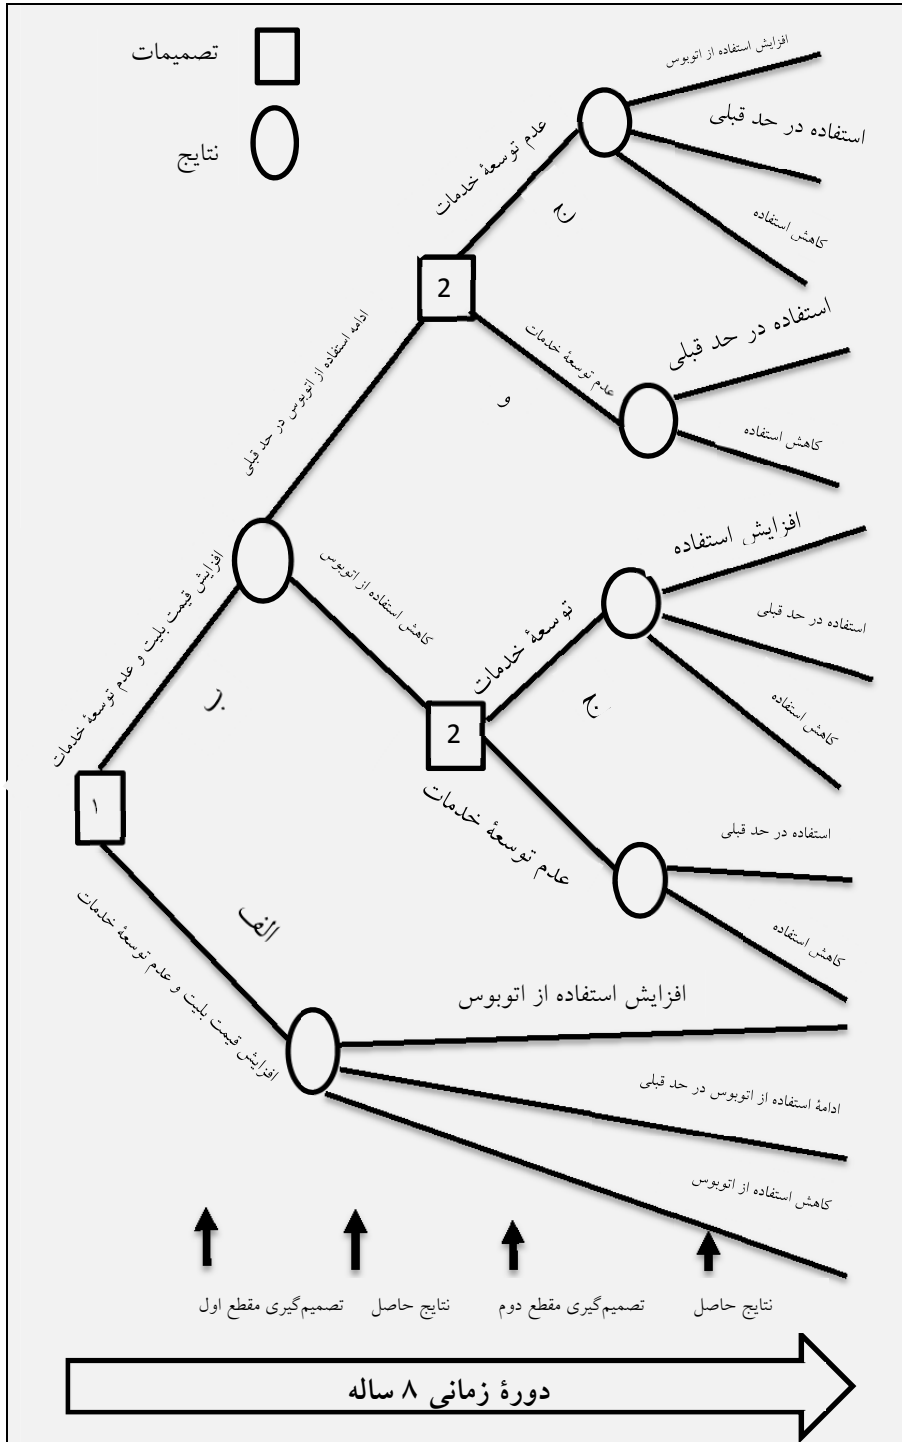 تصمیمات
نتایج
افزایش استفاده از اتوبوس
استفاده در حد قبلی
کاهش استفاده
عدم توسعهٔ خدمات
ج
2
ادامه استفاده از اتوبوس در حد قبلی
عدم توسعهٔ خدمات
و
استفاده در حد قبلی
کاهش استفاده
افزایش قیمت بلیت و عدم توسعهٔ خدمات
ب
کاهش استفاده از اتوبوس
افزایش استفاده
استفاده در حد قبلی
کاهش استفاده
توسعهٔ خدمات
ج
2
۱
عدم توسعهٔ خدمات
استفاده در حد قبلی
کاهش استفاده
الف
افزایش قیمت بلیت و عدم توسعهٔ خدمات
افزایش استفاده از اتوبوس
ادامهٔ استفاده از اتوبوس در حد قبلی
کاهش استفاده از اتوبوس
تصمیم‌گیری مقطع اول
نتایج حاصل
تصمیم‌گیری مقطع دوم
نتایج حاصل
دورهٔ زمانی ۸ ساله